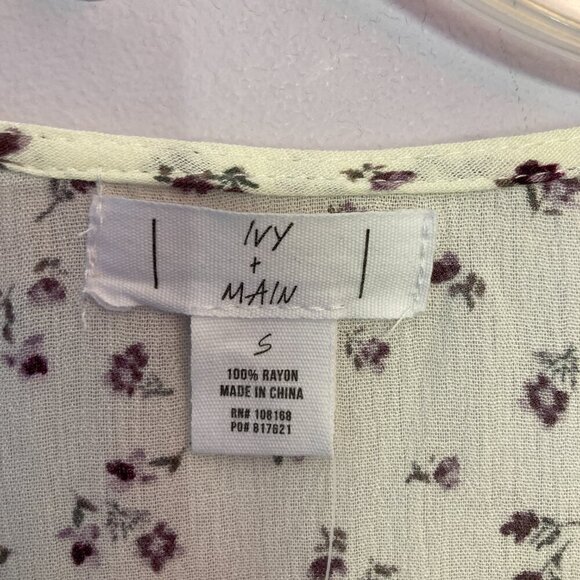 IVY
+
MAIN
S
100% RAYON
MADE IN CHINA
RN# 108168
PO# 817621